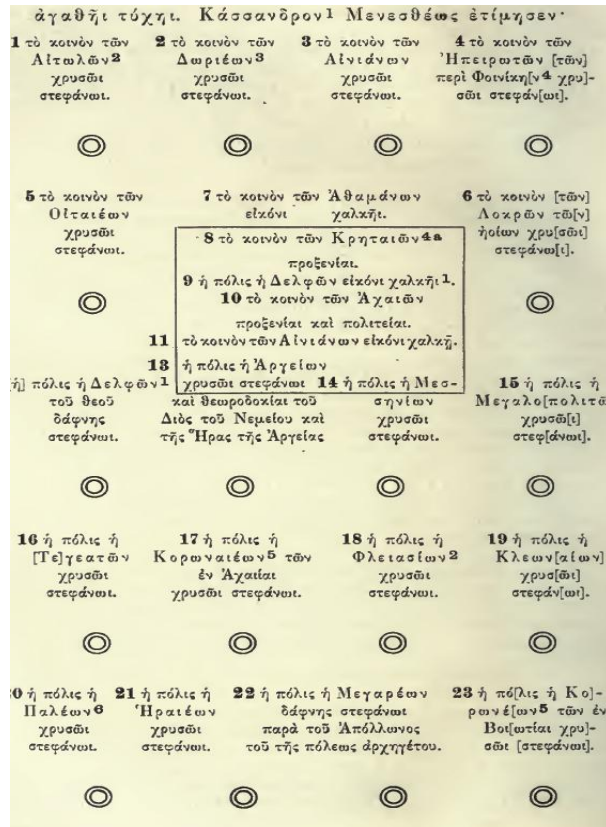 ἀγαθῆι τύχηι. Κάσσανδρον1 Μενεσθέως ἐτίμησεν·
1 τὸ κοινὸν τῶν
Αἰτωλῶν2
χρυσῶι
στεφάνωι.
2 τὸ κοινὸν τῶν
Δωριέων3
χρυσῶι
στεφάνωι.
3 τὸ κοινὸν τῶν
Αἰνιάνων
χρυσῶι
στεφάνωι.
4 τὸ κοινὸν τῶν
Ἠπειρωτῶν [τῶν]
περὶ Φοινίκη[ν4 χρυ]-
σῶι στεφάν[ωι].
5 τὸ κοινὸν τῶν
Οἰταιέων
χρυσῶι
στεφάνωι.
7 τὸ κοινὸν τῶν Ἀθαμάνων
εἰκόνι χαλκῆι.
6 τὸ κοινὸν [τῶν]
Λοκρῶν τῶ[ν]
ἠοίων χρυ[σῶι]
στεφάνω[ι].
8 τὸ κοινὸν τῶν Κρηταιῶν4a
προξενίαι.
9 ἡ πόλις ἡ Δελφῶν εἰκόνι χαλκῆι1.
10 τὸ κοινὸν τῶν Ἀχαιῶν
προξενίαι καὶ πολιτείαι.
11 τὸ κοινὸν τῶν Αἰνιάνων εἰκόνι χαλκῇ.
ἡ] πόλις ἡ Δελφῶν1
τοῦ θεοῦ
δάφνης
στεφάνωι.
13 ἡ πόλις ἡ Ἀργείων
χρυσῶι στεφάνωι
καὶ θεωροδοκίαι τοῦ
Διὸς τοῦ Νεμείου καὶ
τῆς Ἥρας τῆς Ἀργείας
14 ἡ πόλις ἡ Μεσ-
σηνίων
χρυσῶι
στεφάνωι.
15 ἡ πόλις ἡ
Μεγαλο[πολιτῶ
χρυσῶ[ι]
στεφ[άνωι].
16 ἡ πόλις ἡ
[Τε]γεατῶν
χρυσῶι
στεφάνωι.
17 ἡ πόλις ἡ
Κορωναιέων5 τῶν
ἐν Ἀχαιίαι
χρυσῶι στεφάνωι.
18 ἡ πόλις ἡ
Φλειασίων2
χρυσῶι
στεφάνωι.
19 ἡ πόλις ἡ
Κλεων[αίων]
χρυσ[ῶι]
στεφάν[ωι].
0 ἡ πόλις ἡ
Παλέων6
χρυσῶι
στεφάνωι.
21 ἡ πόλις ἡ
Ἡραιέων
χρυσῶι
στεφάνωι.
22 ἡ πόλις ἡ Μεγαρέων
δάφνης στεφάνωι
παρὰ τοῦ Ἀπόλλωνος
τοῦ τῆς πόλεως ἀρχηγέτου.
23 ἡ πό[λις ἡ Κο]-
ρωνέ[ων5 τῶν ἐν
Βοι[ωτίαι χρυ]-
σῶι [στεφάνωι].